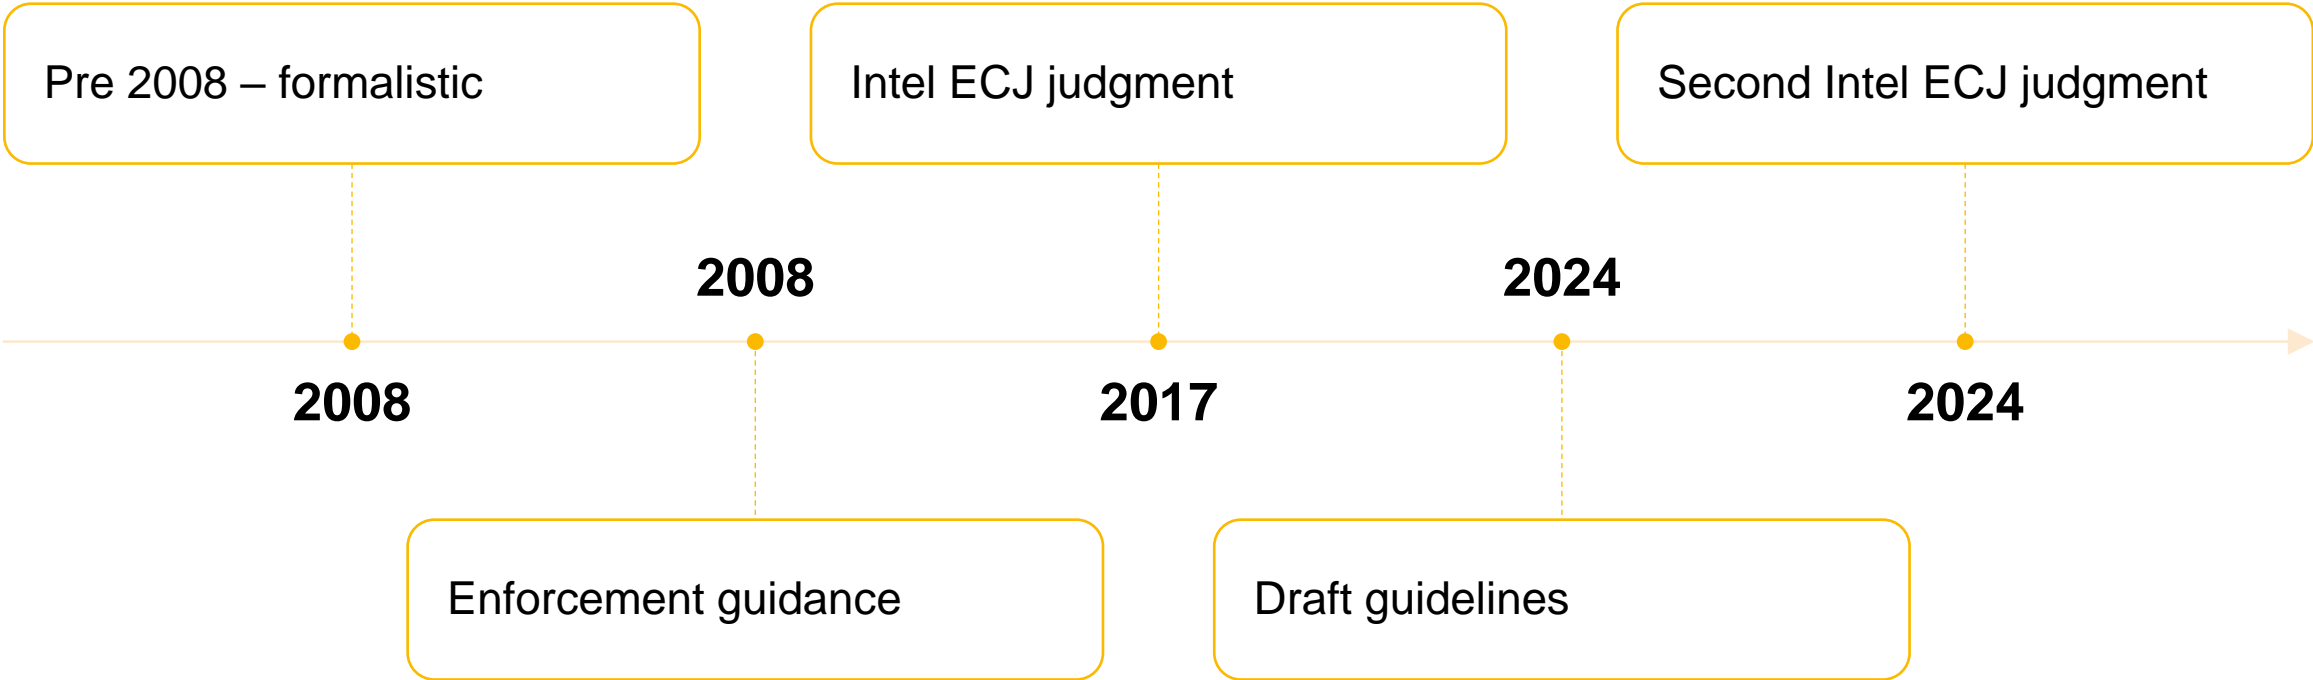 Pre 2008 – formalistic
Intel ECJ judgment
Second Intel ECJ judgment
2008
2024
2008
2017
2024
Enforcement guidance
Draft guidelines